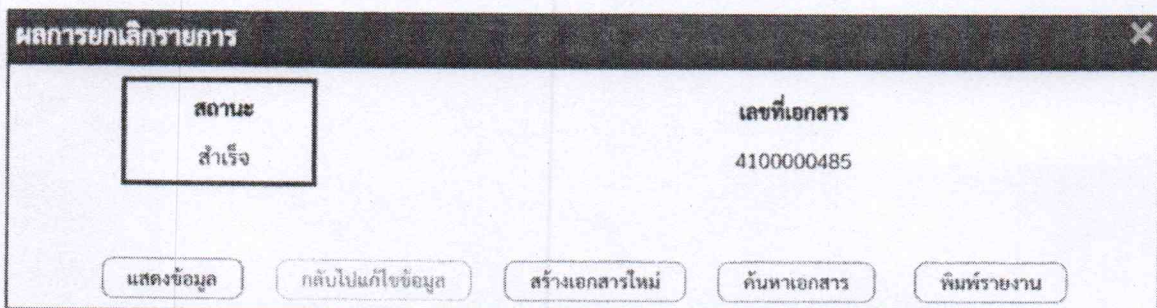 ผลการยกเลิกรายการ
สถานะ เลขที่เอกสาร
สำเร็จ 4100000485
แสดงข้อมูล กลับไปแก้ไขข้อมูล สร้างเอกสารใหม่ ค้นหาเอกสาร พิมพ์รายงาน